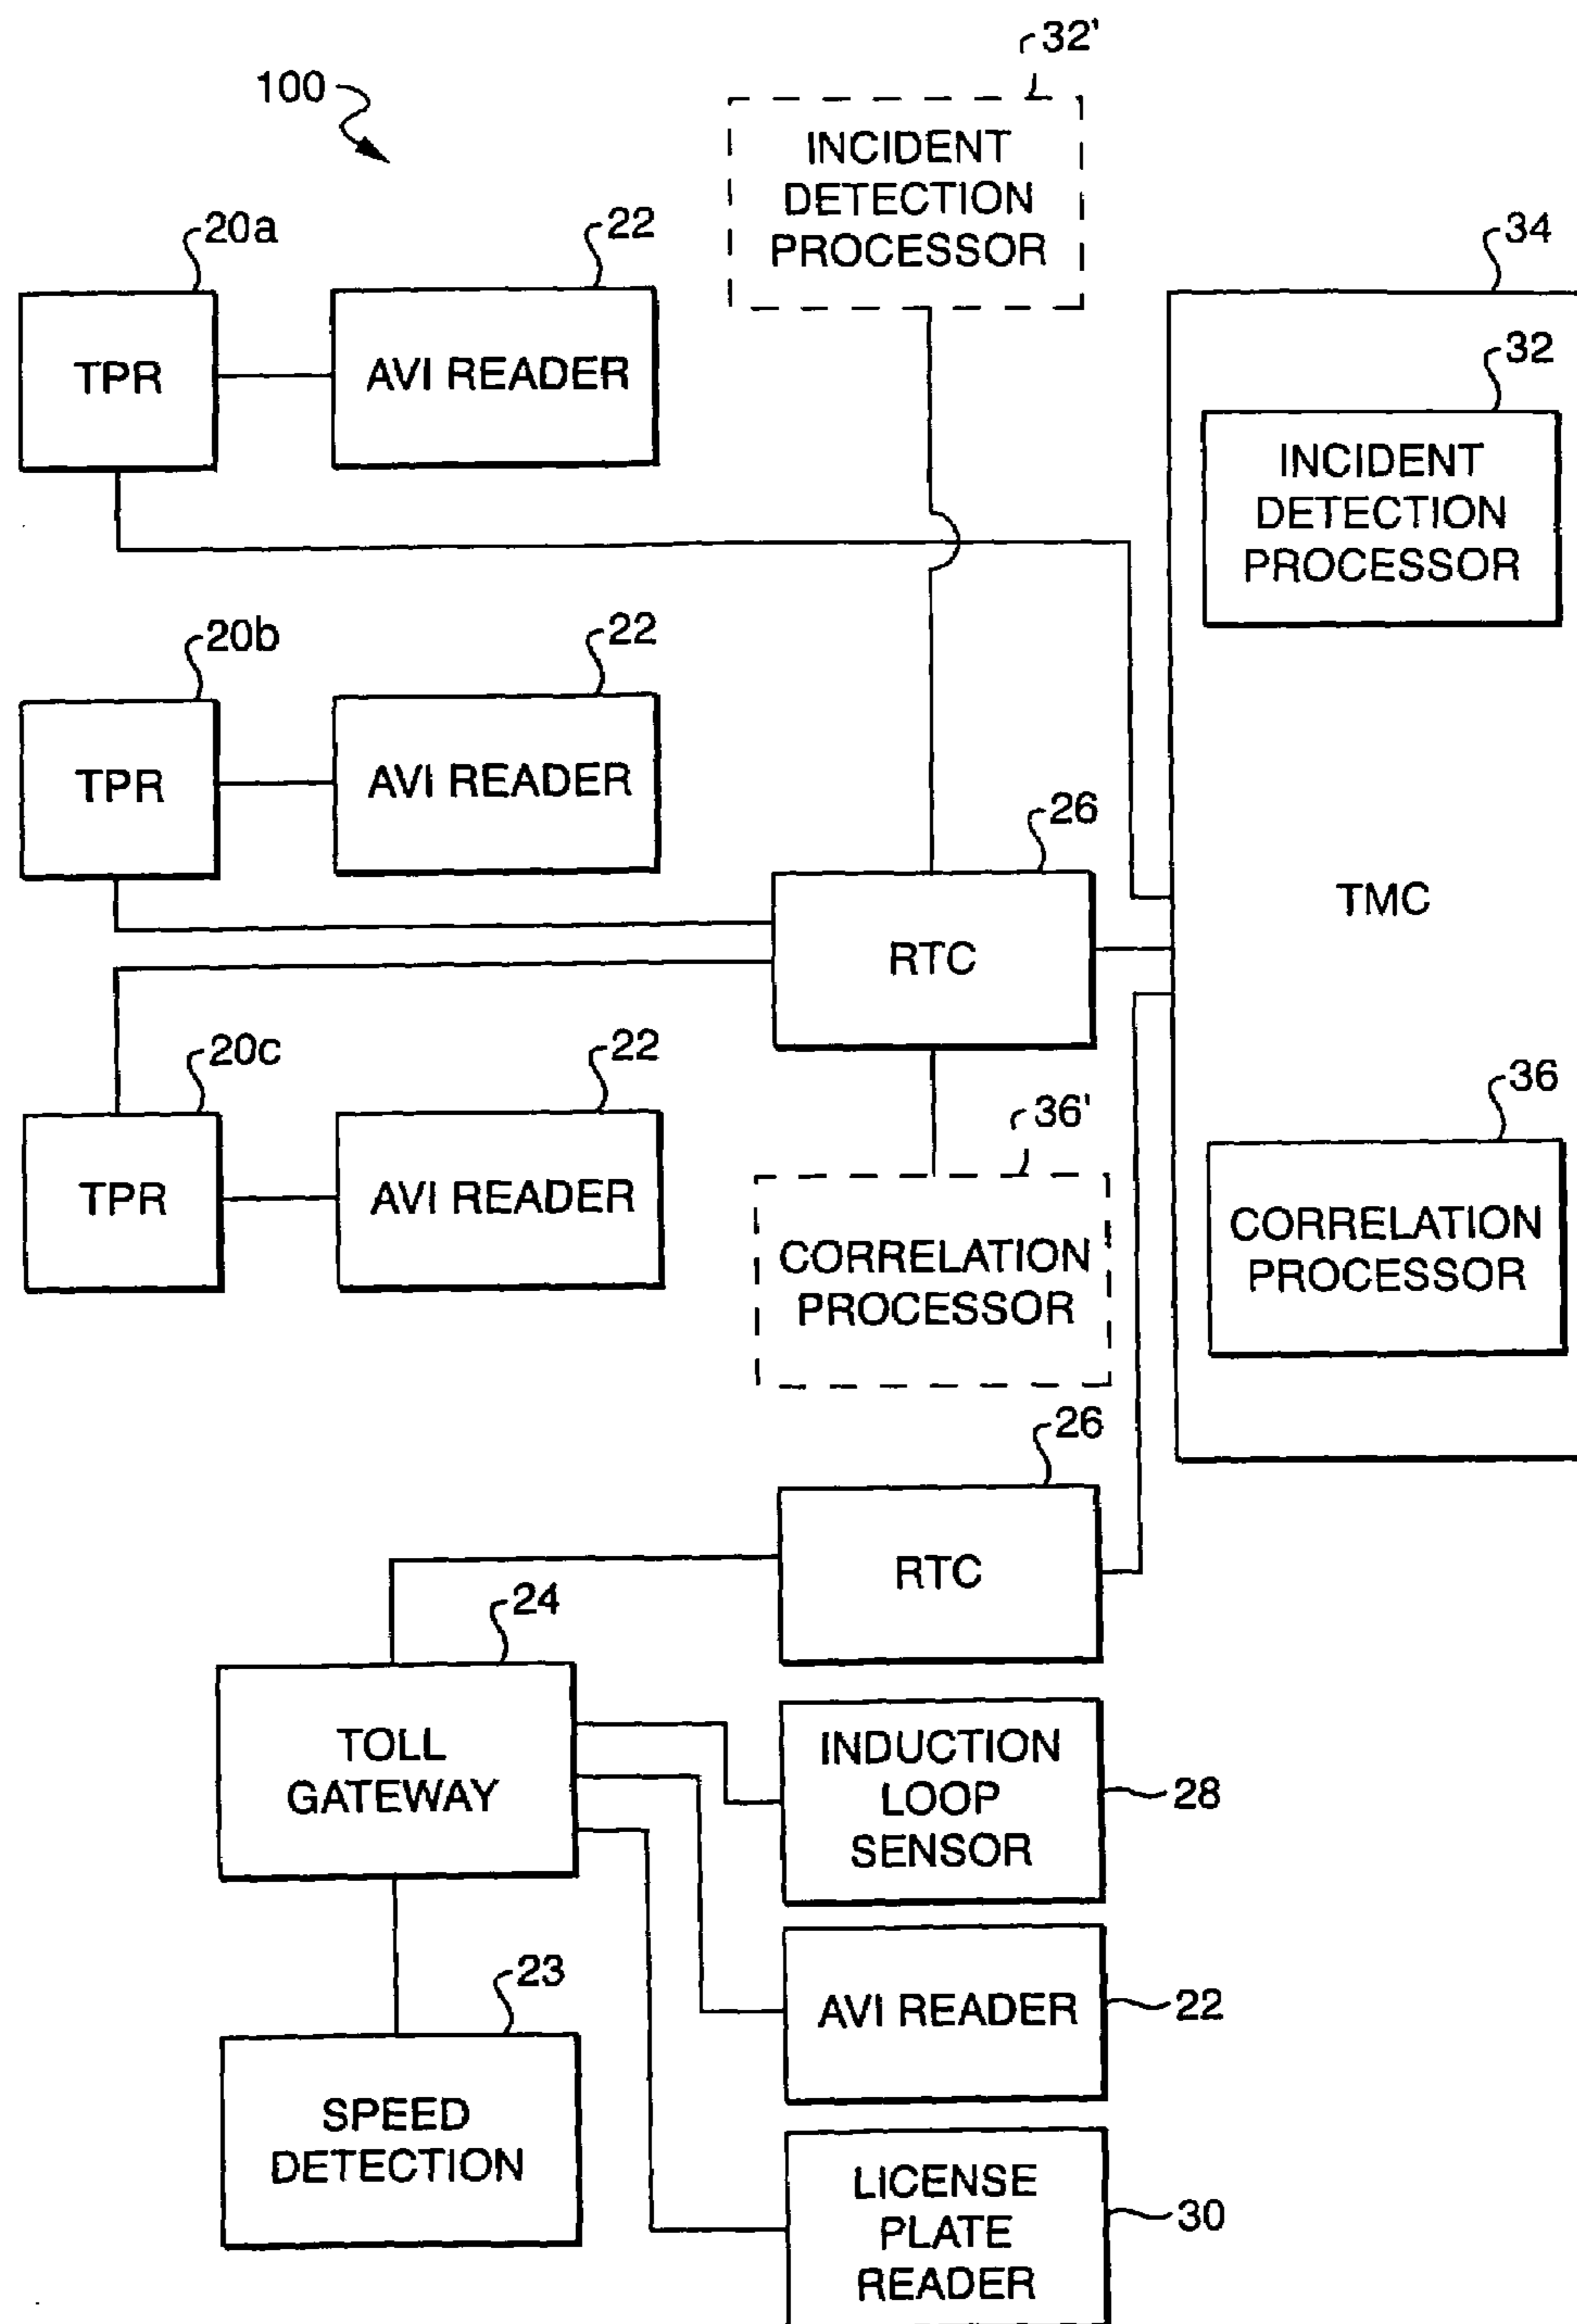 32'
100
INCIDENT
DETECTION
PROCESSOR
20a
22
34
TPR
AVI READER
32
INCIDENT
DETECTION
PROCESSOR
20b
22
TPR
AVI READER
26
TMC
RTC
20c
22
36'
36
TPR
AVI READER
CORRELATION
PROCESSOR
CORRELATION
PROCESSOR
26
RTC
24
TOLL
GATEWAY
INDUCTION
LOOP
SENSOR
28
23
AVI READER
22
SPEED
DETECTION
LICENSE
PLATE
READER
30